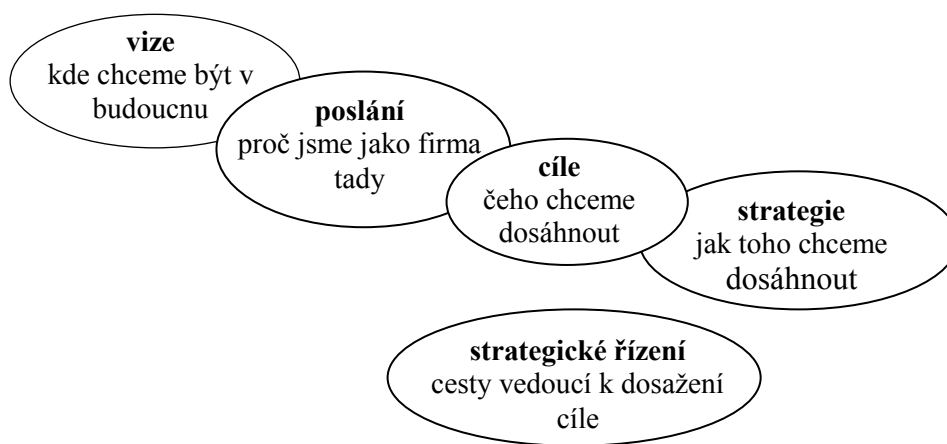 vize
kde chceme být v
budoucnu
poslání
proč jsme jako firma
tady
cíle
čeho chceme
dosáhnout
strategie
jak toho chceme
dosáhnout
strategické řízení
cesty vedoucí k dosažení
cíle